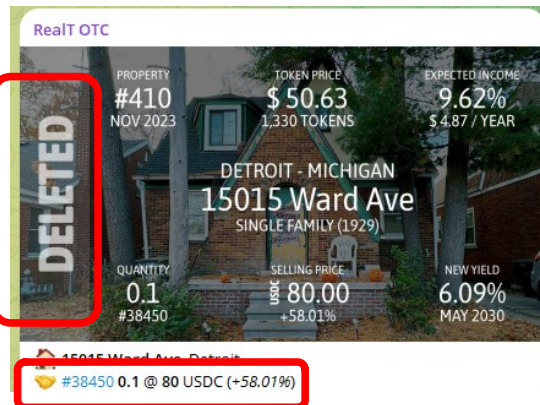 RealT OTC
DELETED
PROPERTY
#410
NOV 2023
TOKEN PRICE
$ 50.63
1,330 TOKENS
EXPECTED INCOME
9.62%
$ 4.87 / YEAR
DETROIT - MICHIGAN
15015 Ward Ave
SINGLE FAMILY (1929)
QUANTITY
0.1
#38450
SELLING PRICE
USDC 80.00
+58.01%
NEW YIELD
6.09%
MAY 2030
15015 Ward Ave, Detroit
#38450 0.1 @ 80 USDC (+58.01%)